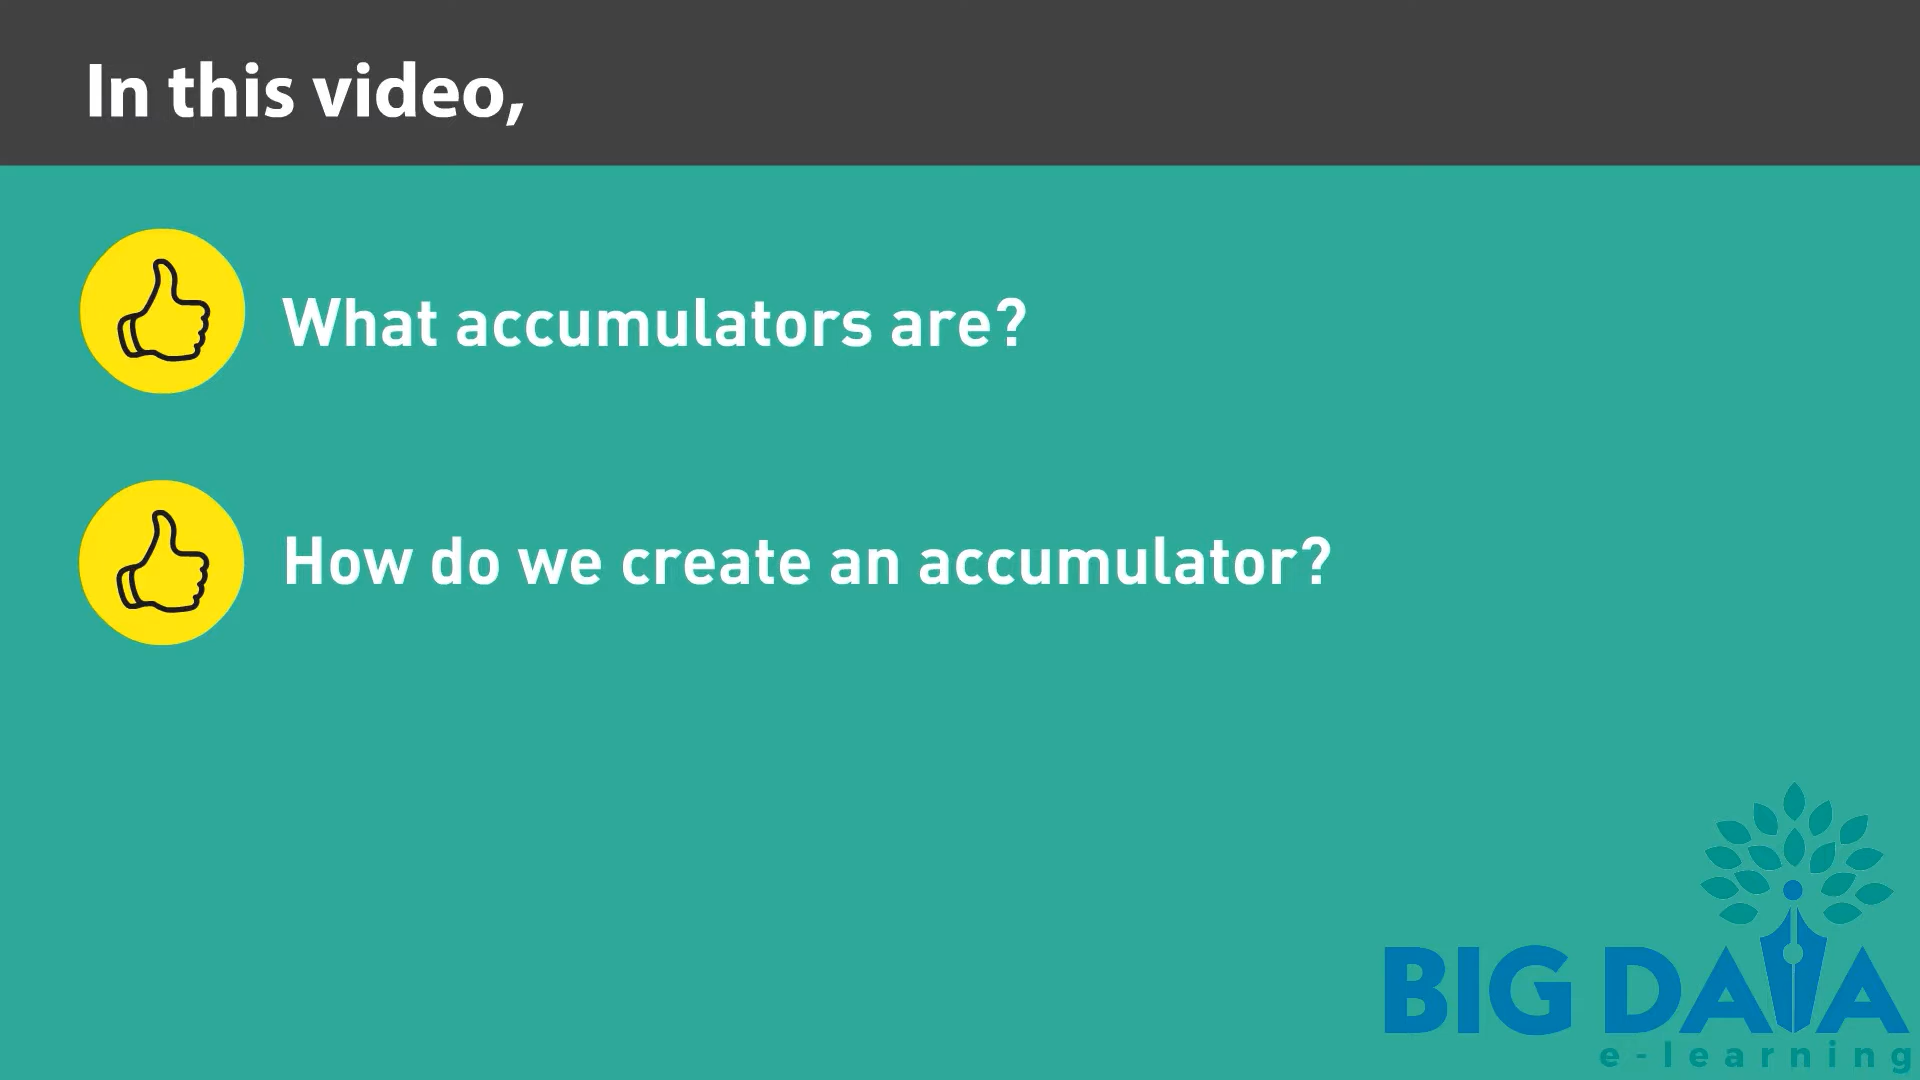 In this video,
What accumulators are?
How do we create an accumulator?
BIG DATA
e-learning